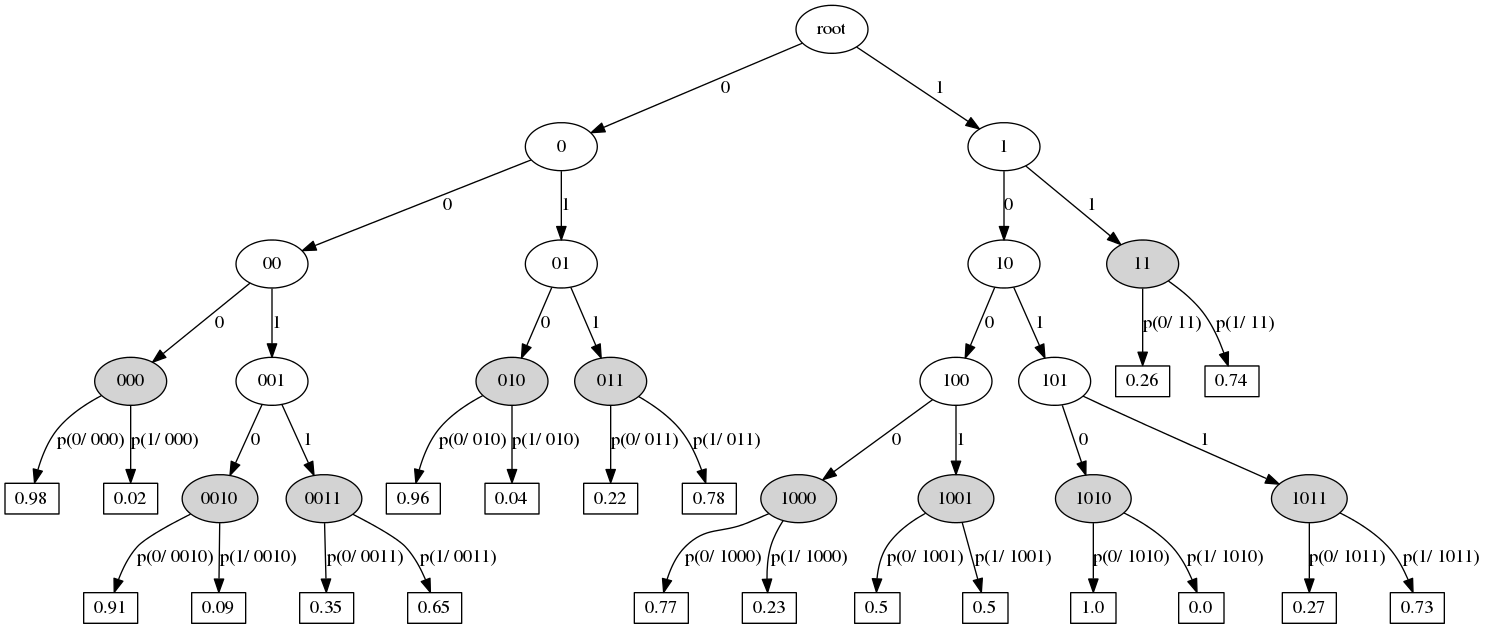 root
0 1
0 1
0 1 0 1
00 01 10 11
0 1 0 1 0 1 p(0/ 11) p(1/ 11)
000 001 010 011 100 101 0.26 0.74
p(0/ 000) p(1/ 000) 0 1 p(0/ 010) p(1/ 010) p(0/ 011) p(1/ 011) 0 1 0 1
0.98 0.02 0010 0011 0.96 0.04 0.22 0.78 1000 1001 1010 1011
p(0/ 0010) p(1/ 0010) p(0/ 0011) p(1/ 0011) p(0/ 1000) p(1/ 1000) p(0/ 1001) p(1/ 1001) p(0/ 1010) p(1/ 1010) p(0/ 1011) p(1/ 1011)
0.91 0.09 0.35 0.65 0.77 0.23 0.5 0.5 1.0 0.0 0.27 0.73